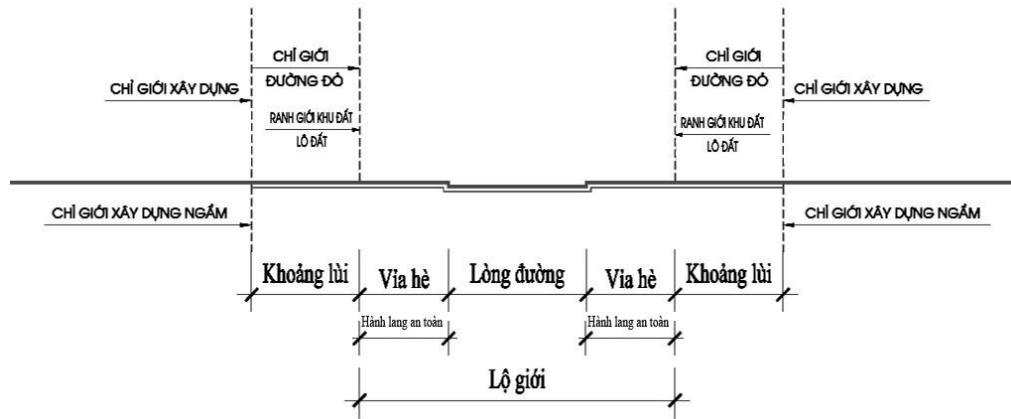 CHỈ GIỚI
ĐƯỜNG ĐỎ
CHỈ GIỚI XÂY DỰNG
RANH GIỚI KHU ĐẤT
LÔ ĐẤT
CHỈ GIỚI
ĐƯỜNG ĐỎ
CHỈ GIỚI XÂY DỰNG
RANH GIỚI KHU ĐẤT
LÔ ĐẤT
CHỈ GIỚI XÂY DỰNG NGẦM
CHỈ GIỚI XÂY DỰNG NGẦM
Khoảng lùi
Vỉa hè
Lòng đường
Vỉa hè
Khoảng lùi
Hành lang an toàn
Hành lang an toàn
Lộ giới